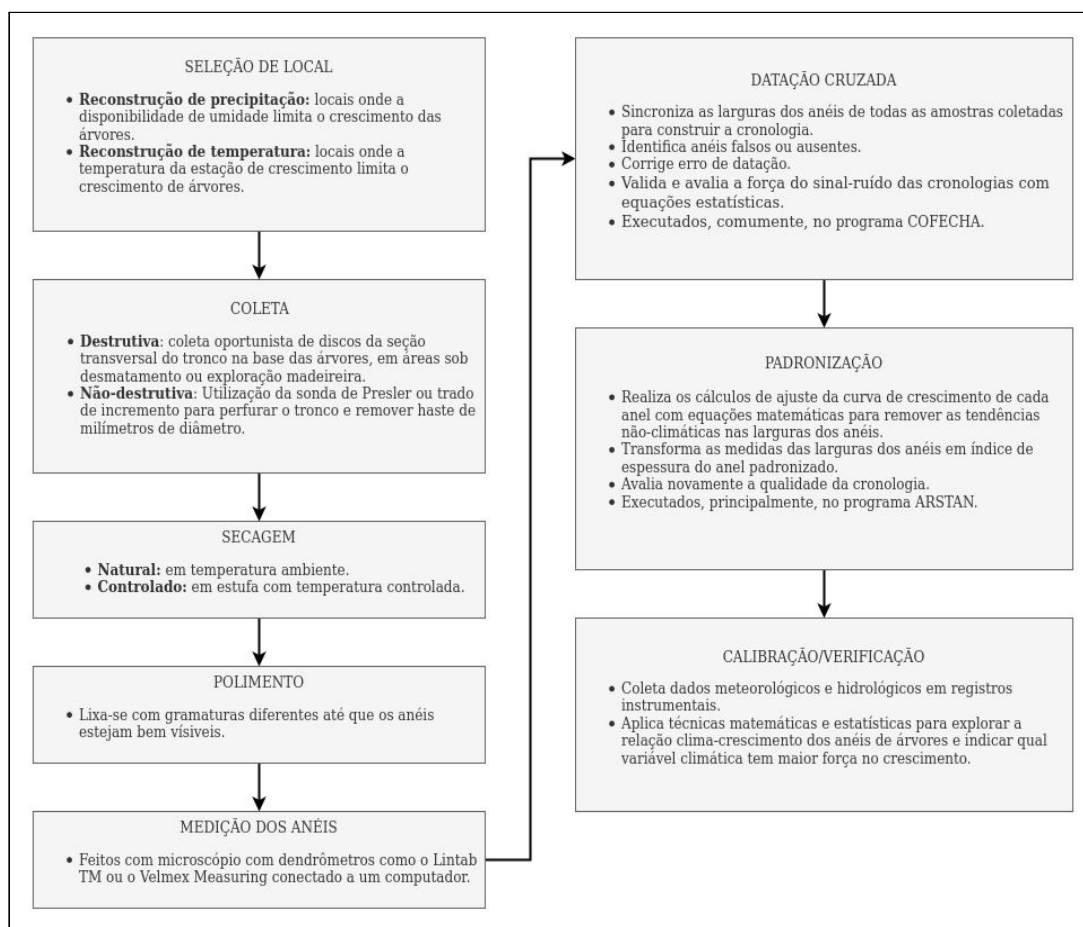 SELEÇÃO DE LOCAL
• Reconstrução de precipitação: locais onde a
disponibilidade de umidade limita o crescimento das
árvores.
• Reconstrução de temperatura: locais onde a
temperatura da estação de crescimento limita o
crescimento de árvores.
COLETA
• Destrutiva: coleta oportunista de discos da seção
transversal do tronco na base das árvores, em áreas sob
desmatamento ou exploração madeireira.
• Não-destrutiva: Utilização da sonda de Presler ou trado
de incremento para perfurar o tronco e remover haste de
milímetros de diâmetro.
SECAGEM
• Natural: em temperatura ambiente.
• Controlado: em estufa com temperatura controlada.
POLIMENTO
• Lixa-se com gramaturas diferentes até que os anéis
estejam bem vísiveis.
MEDIÇÃO DOS ANÉIS
• Feitos com microscópio com dendrômetros como o Lintab
TM ou o Velmex Measuring conectado a um computador.
DATAÇÃO CRUZADA
• Sincroniza as larguras dos anéis de todas as amostras coletadas
para construir a cronologia.
• Identifica anéis falsos ou ausentes.
• Corrige erro de datação.
• Valida e avalia a força do sinal-ruído das cronologias com
equações estatísticas.
• Executados, comumente, no programa COFECHA.
PADRONIZAÇÃO
• Realiza os cálculos de ajuste da curva de crescimento de cada
anel com equações matemáticas para remover as tendências
não-climáticas nas larguras dos anéis.
• Transforma as medidas das larguras dos anéis em índice de
espessura do anel padronizado.
• Avalia novamente a qualidade da cronologia.
• Executados, principalmente, no programa ARSTAN.
CALIBRAÇÃO/VERIFICAÇÃO
• Coleta dados meteorológicos e hidrológicos em registros
instrumentais.
• Aplica técnicas matemáticas e estatísticas para explorar a
relação clima-crescimento dos anéis de árvores e indicar qual
variável climática tem maior força no crescimento.